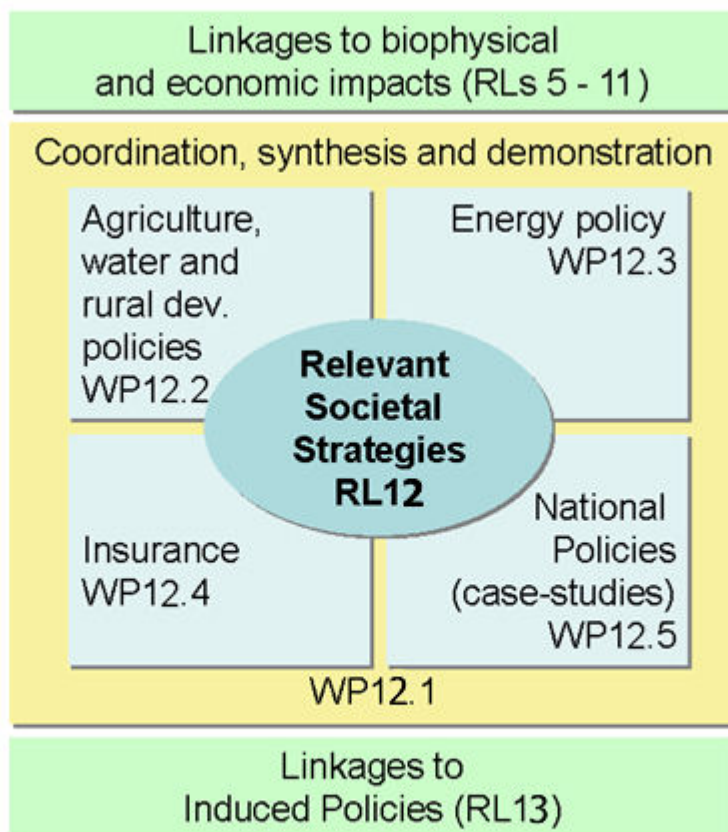 Linkages to biophysical
and economic impacts (RLs 5 - 11)
Coordination, synthesis and demonstration
Agriculture,
water and
rural dev.
policies
WP12.2
Energy policy
WP12.3
Relevant
Societal
Strategies
RL12
Insurance
WP12.4
National
Policies
(case-studies)
WP12.5
WP12.1
Linkages to
Induced Policies (RL13)